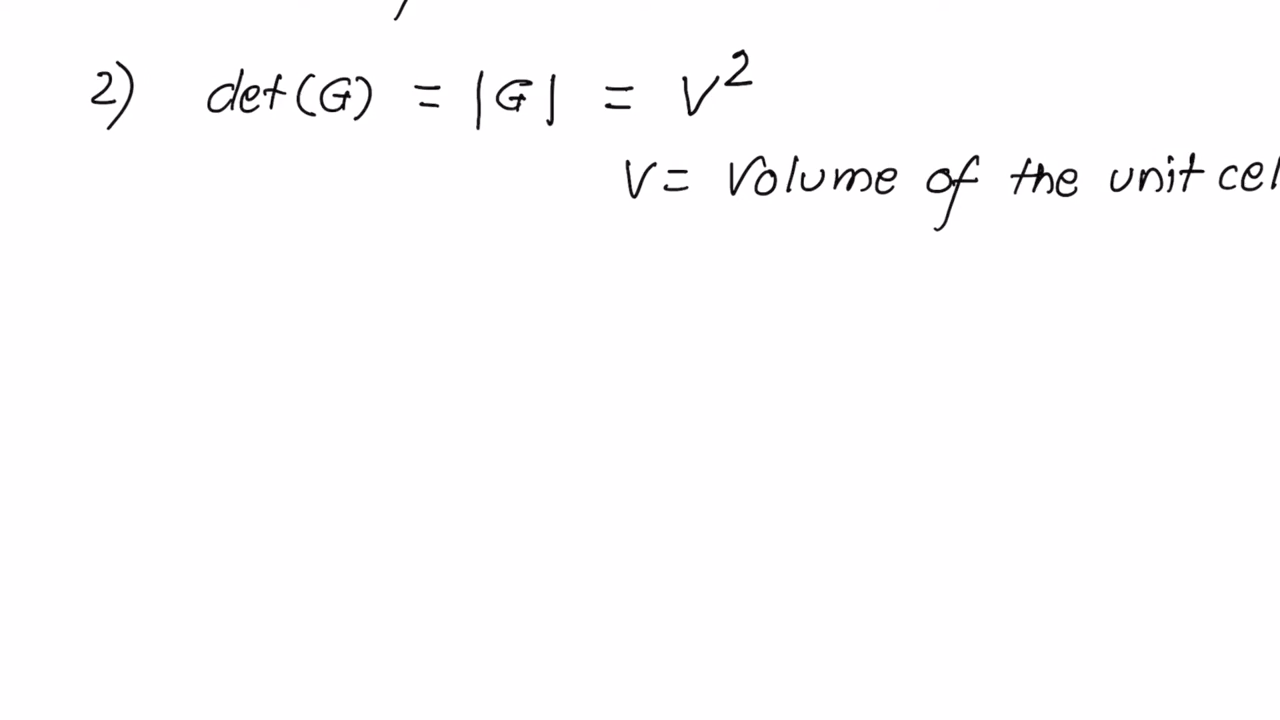 2) det(G) = |G| = V²
V = Volume of the unit cel